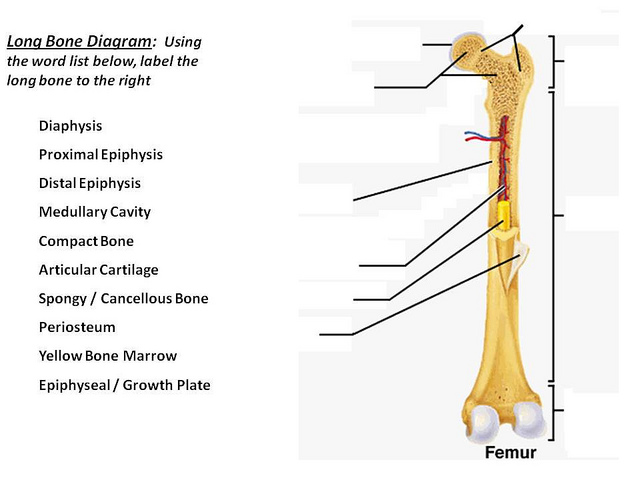 Long Bone Diagram: Using
the word list below, label the
long bone to the right
Diaphysis
Proximal Epiphysis
Distal Epiphysis
Medullary Cavity
Compact Bone
Articular Cartilage
Spongy / Cancellous Bone
Periosteum
Yellow Bone Marrow
Epiphyseal / Growth Plate
Femur